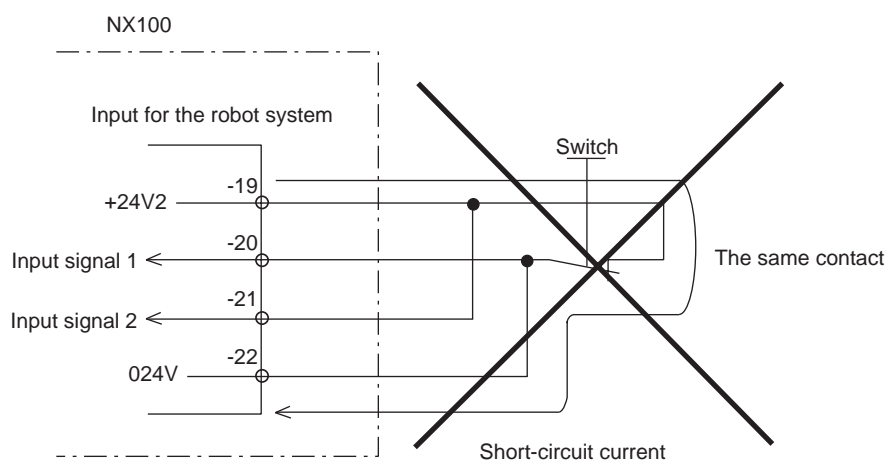 NX100
Input for the robot system
Switch
-19
+24V2
-20
Input signal 1
The same contact
-21
Input signal 2
-22
024V
Short-circuit current